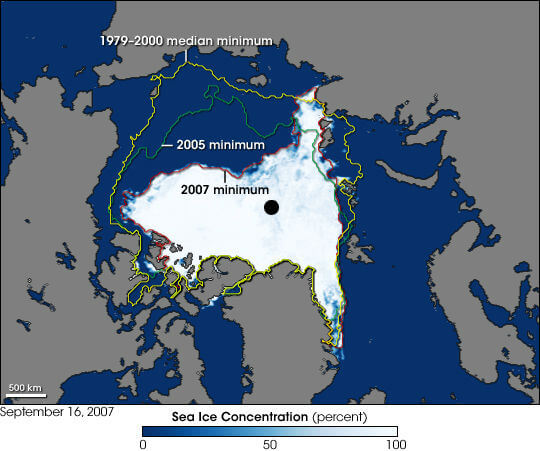 1979–2000 median minimum
2005 minimum
2007 minimum
500 km
September 16, 2007
Sea Ice Concentration (percent)
0 50 100